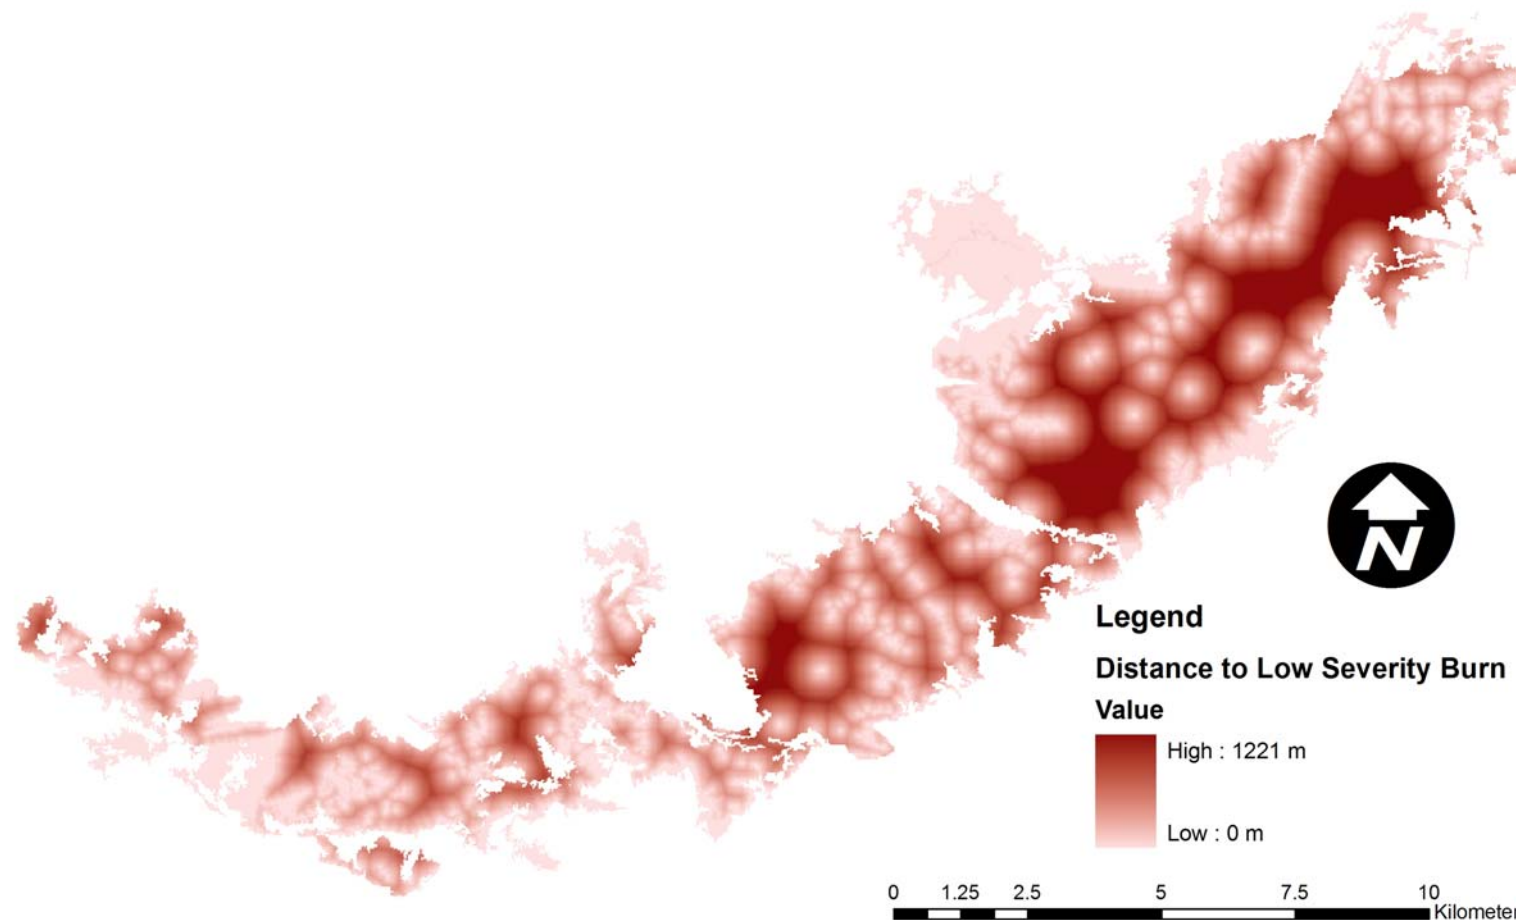 N
Legend
Distance to Low Severity Burn
Value
High : 1221 m
Low : 0 m
0 1.25 2.5 5 7.5 10
Kilometer